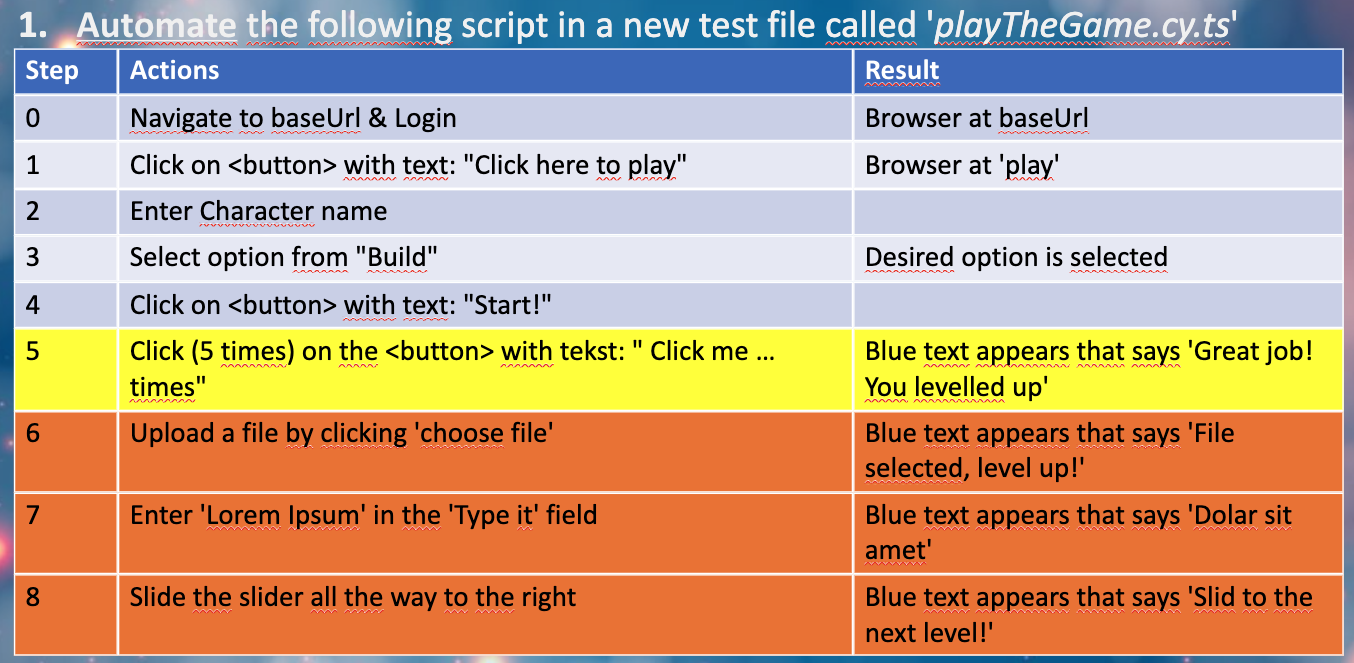 1. Automate the following script in a new test file called 'playTheGame.cy.ts'
Step Actions Result
0 Navigate to baseUrl & Login Browser at baseUrl
1 Click on <button> with text: "Click here to play" Browser at 'play'
2 Enter Character name
3 Select option from "Build" Desired option is selected
4 Click on <button> with text: "Start!"
5 Click (5 times) on the <button> with tekst: " Click me ... Blue text appears that says 'Great job!
times" You levelled up'
6 Upload a file by clicking 'choose file' Blue text appears that says 'File
selected, level up!'
7 Enter 'Lorem Ipsum' in the 'Type it' field Blue text appears that says 'Dolar sit
amet'
8 Slide the slider all the way to the right Blue text appears that says 'Slid to the
next level!'